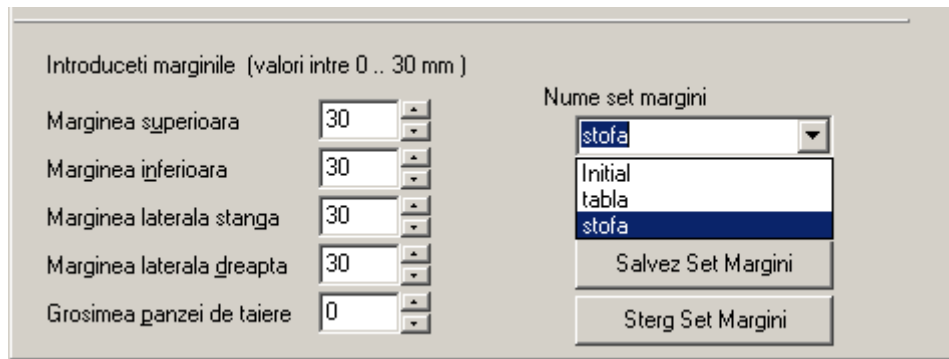 Introduceti marginile (valori intre 0 .. 30 mm )
Marginea superioara 30
Marginea inferioara 30
Marginea laterala stanga 30
Marginea laterala dreapta 30
Grosimea panzei de taiere 0
Nume set margini
stofa
Initial
tabla
stofa
Salvez Set Margini
Sterg Set Margini